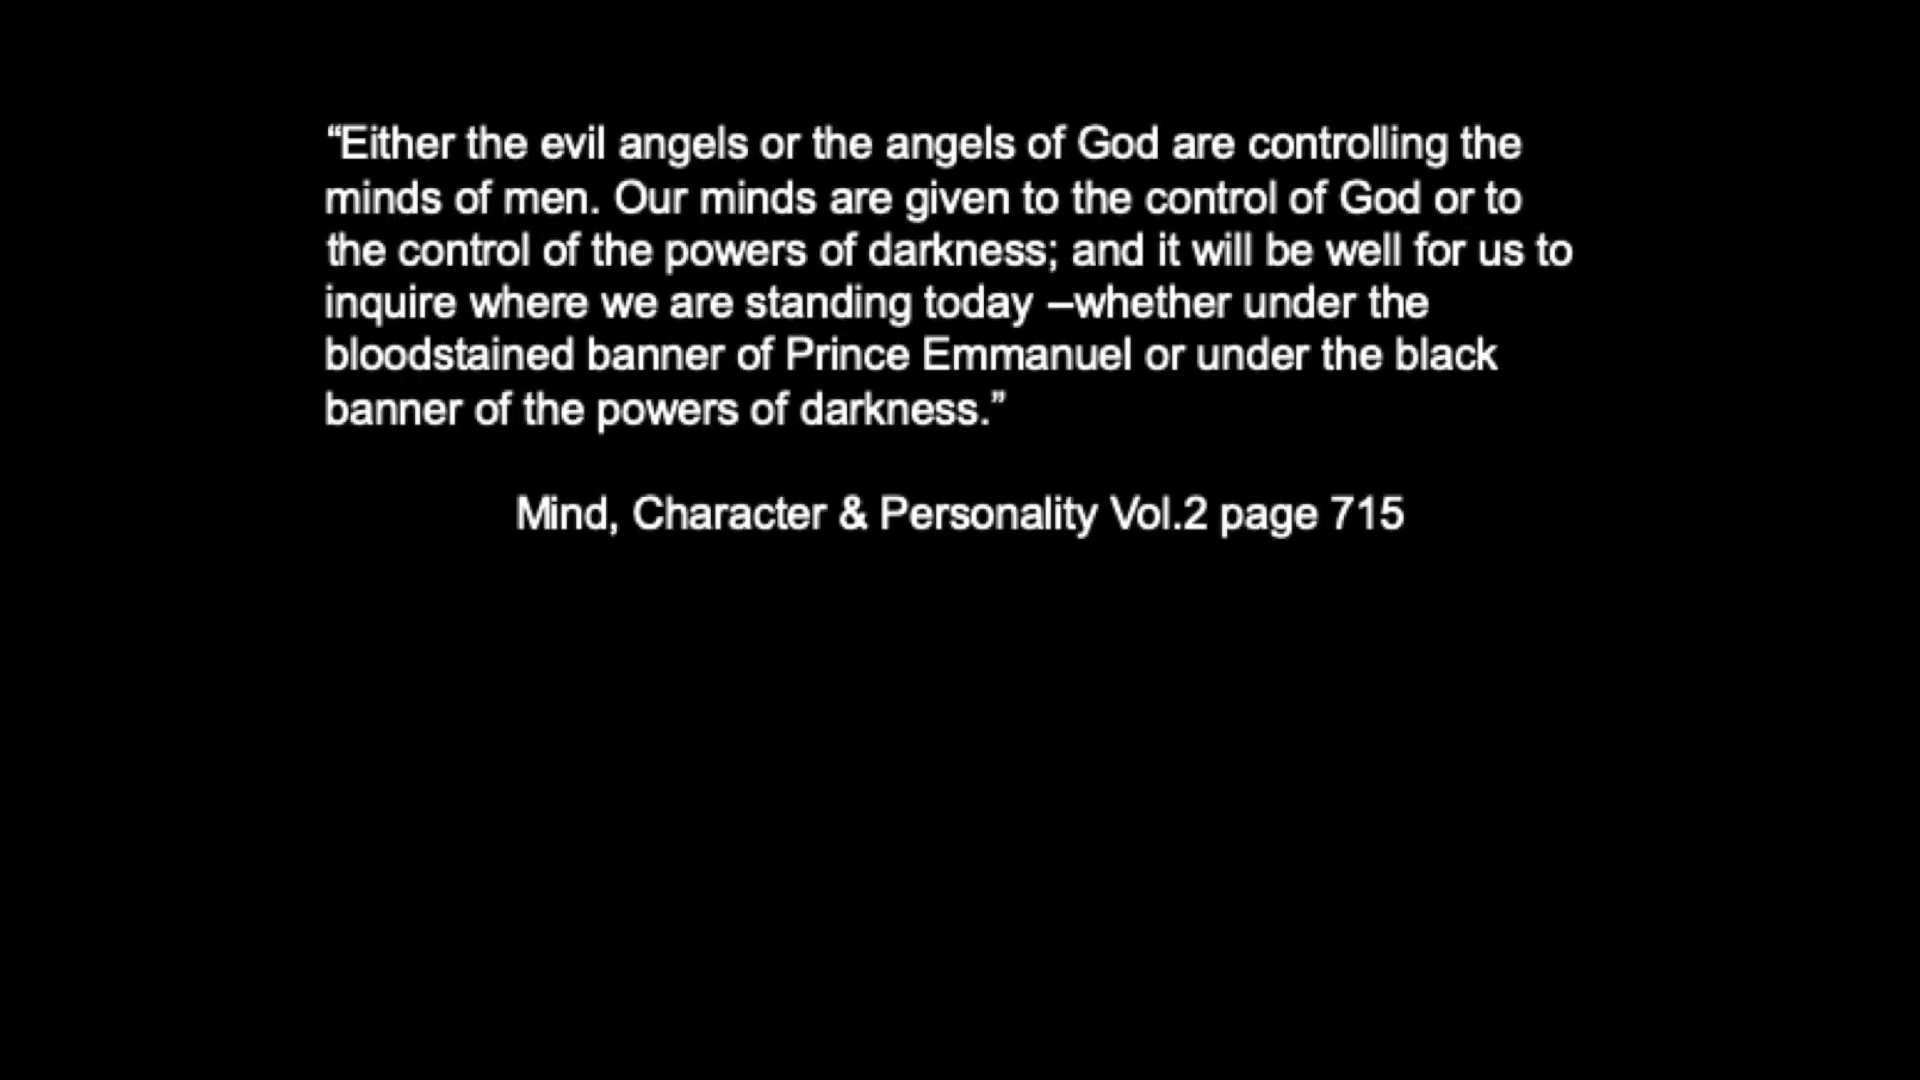 “Either the evil angels or the angels of God are controlling the
minds of men. Our minds are given to the control of God or to
the control of the powers of darkness; and it will be well for us to
inquire where we are standing today –whether under the
bloodstained banner of Prince Emmanuel or under the black
banner of the powers of darkness.”
Mind, Character & Personality Vol.2 page 715